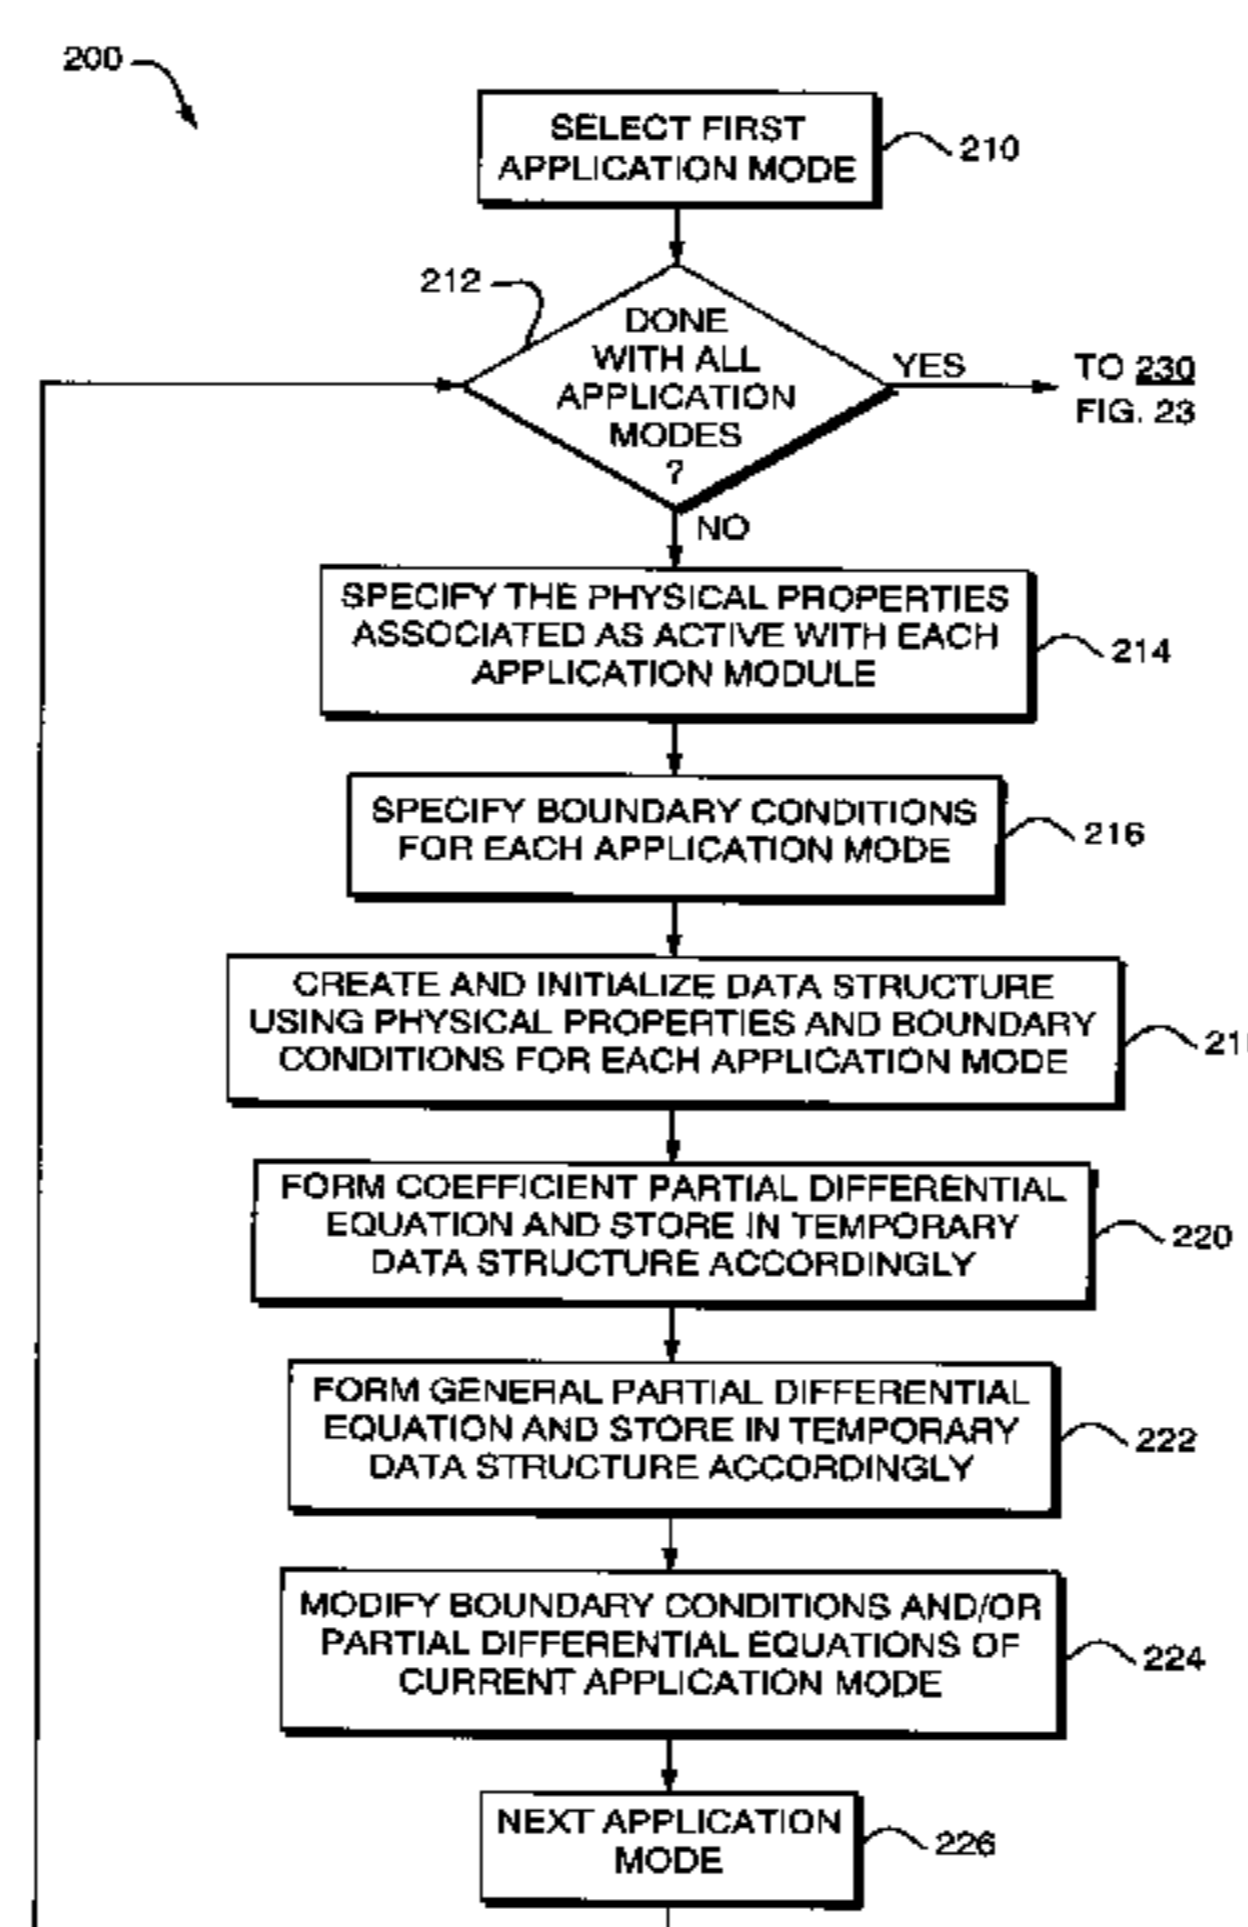 200
SELECT FIRST
APPLICATION MODE
210
212
DONE
WITH ALL
APPLICATION
MODES
?
YES
TO 230
FIG. 23
NO
SPECIFY THE PHYSICAL PROPERTIES
ASSOCIATED AS ACTIVE WITH EACH
APPLICATION MODULE
214
SPECIFY BOUNDARY CONDITIONS
FOR EACH APPLICATION MODE
216
CREATE AND INITIALIZE DATA STRUCTURE
USING PHYSICAL PROPERTIES AND BOUNDARY
CONDITIONS FOR EACH APPLICATION MODE
FORM COEFFICIENT PARTIAL DIFFERENTIAL
EQUATION AND STORE IN TEMPORARY
DATA STRUCTURE ACCORDINGLY
220
FORM GENERAL PARTIAL DIFFERENTIAL
EQUATION AND STORE IN TEMPORARY
DATA STRUCTURE ACCORDINGLY
222
MODIFY BOUNDARY CONDITIONS AND/OR
PARTIAL DIFFERENTIAL EQUATIONS OF
CURRENT APPLICATION MODE
224
NEXT APPLICATION
MODE
226